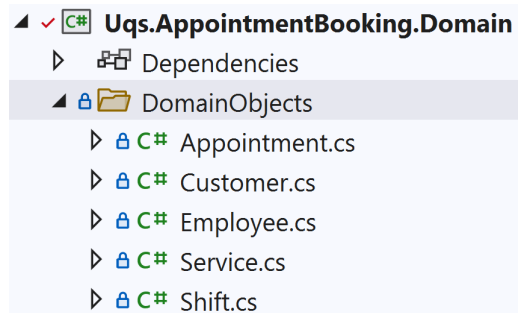 C# Uqs.AppointmentBooking.Domain
Dependencies
DomainObjects
C# Appointment.cs
C# Customer.cs
C# Employee.cs
C# Service.cs
C# Shift.cs